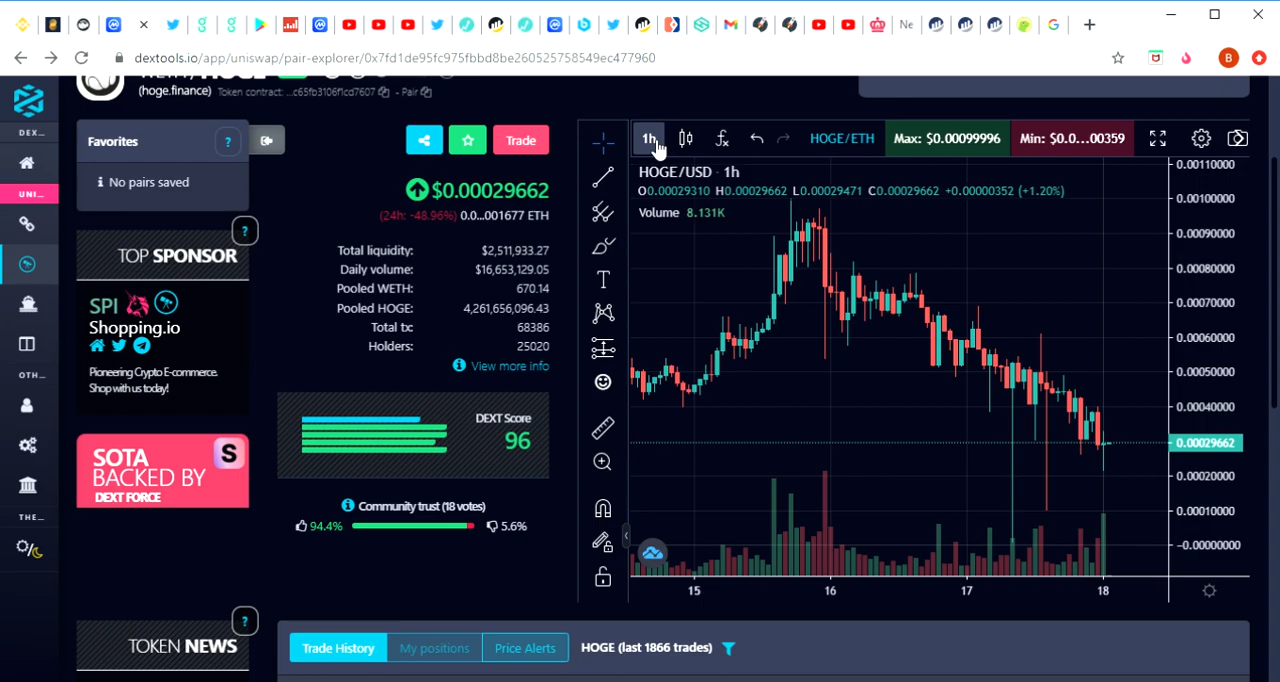 Ne
dextools.io/app/uniswap/pair-explorer/0x7fd1de95fc975fbbd8be260525758549ec477960
B
(hoge.finance) Token contract: ...c65fb3106f1cd7607 - Pair
DEX...
UNI...
OTH...
THE...
Favorites ?
No pairs saved
?
TOP SPONSOR
SPI
Shopping.io
Pioneering Crypto E-commerce.
Shop with us today!
SOTA S
BACKED BY
DEXT FORCE
?
TOKEN NEWS
Trade
$0.00029662
(24h: -48.96%) 0.0...001677 ETH
Total liquidity: $2,511,933.27
Daily volume: $16,653,129.05
Pooled WETH: 670.14
Pooled HOGE: 4,261,656,096.43
Total tx: 68386
Holders: 25020
View more info
DEXT Score
96
Community trust (18 votes)
94.4% 5.6%
1h HOGE/ETH Max: $0.00099996 Min: $0.0...00359
HOGE/USD · 1h
O0.00029310 H0.00029662 L0.00029471 C0.00029662 +0.00000352 (+1.20%)
Volume 8.131K
0.00110000
0.00100000
0.00090000
0.00080000
0.00070000
0.00060000
0.00050000
0.00040000
0.00029662
0.00020000
0.00010000
-0.00000000
15 16 17 18
Trade History My positions Price Alerts HOGE (last 1866 trades)